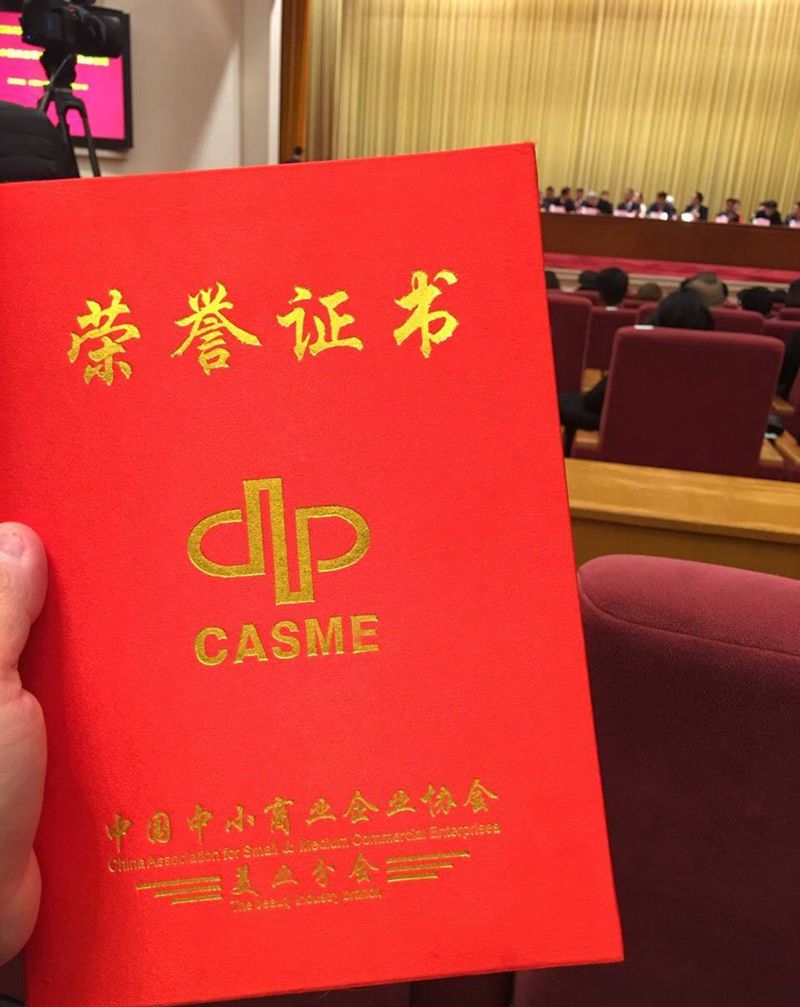 荣誉证书
CASME
中国中小商业企业协会
China Association for Small & Medium Commercial Enterprises
美业分会
The beauty industry branch